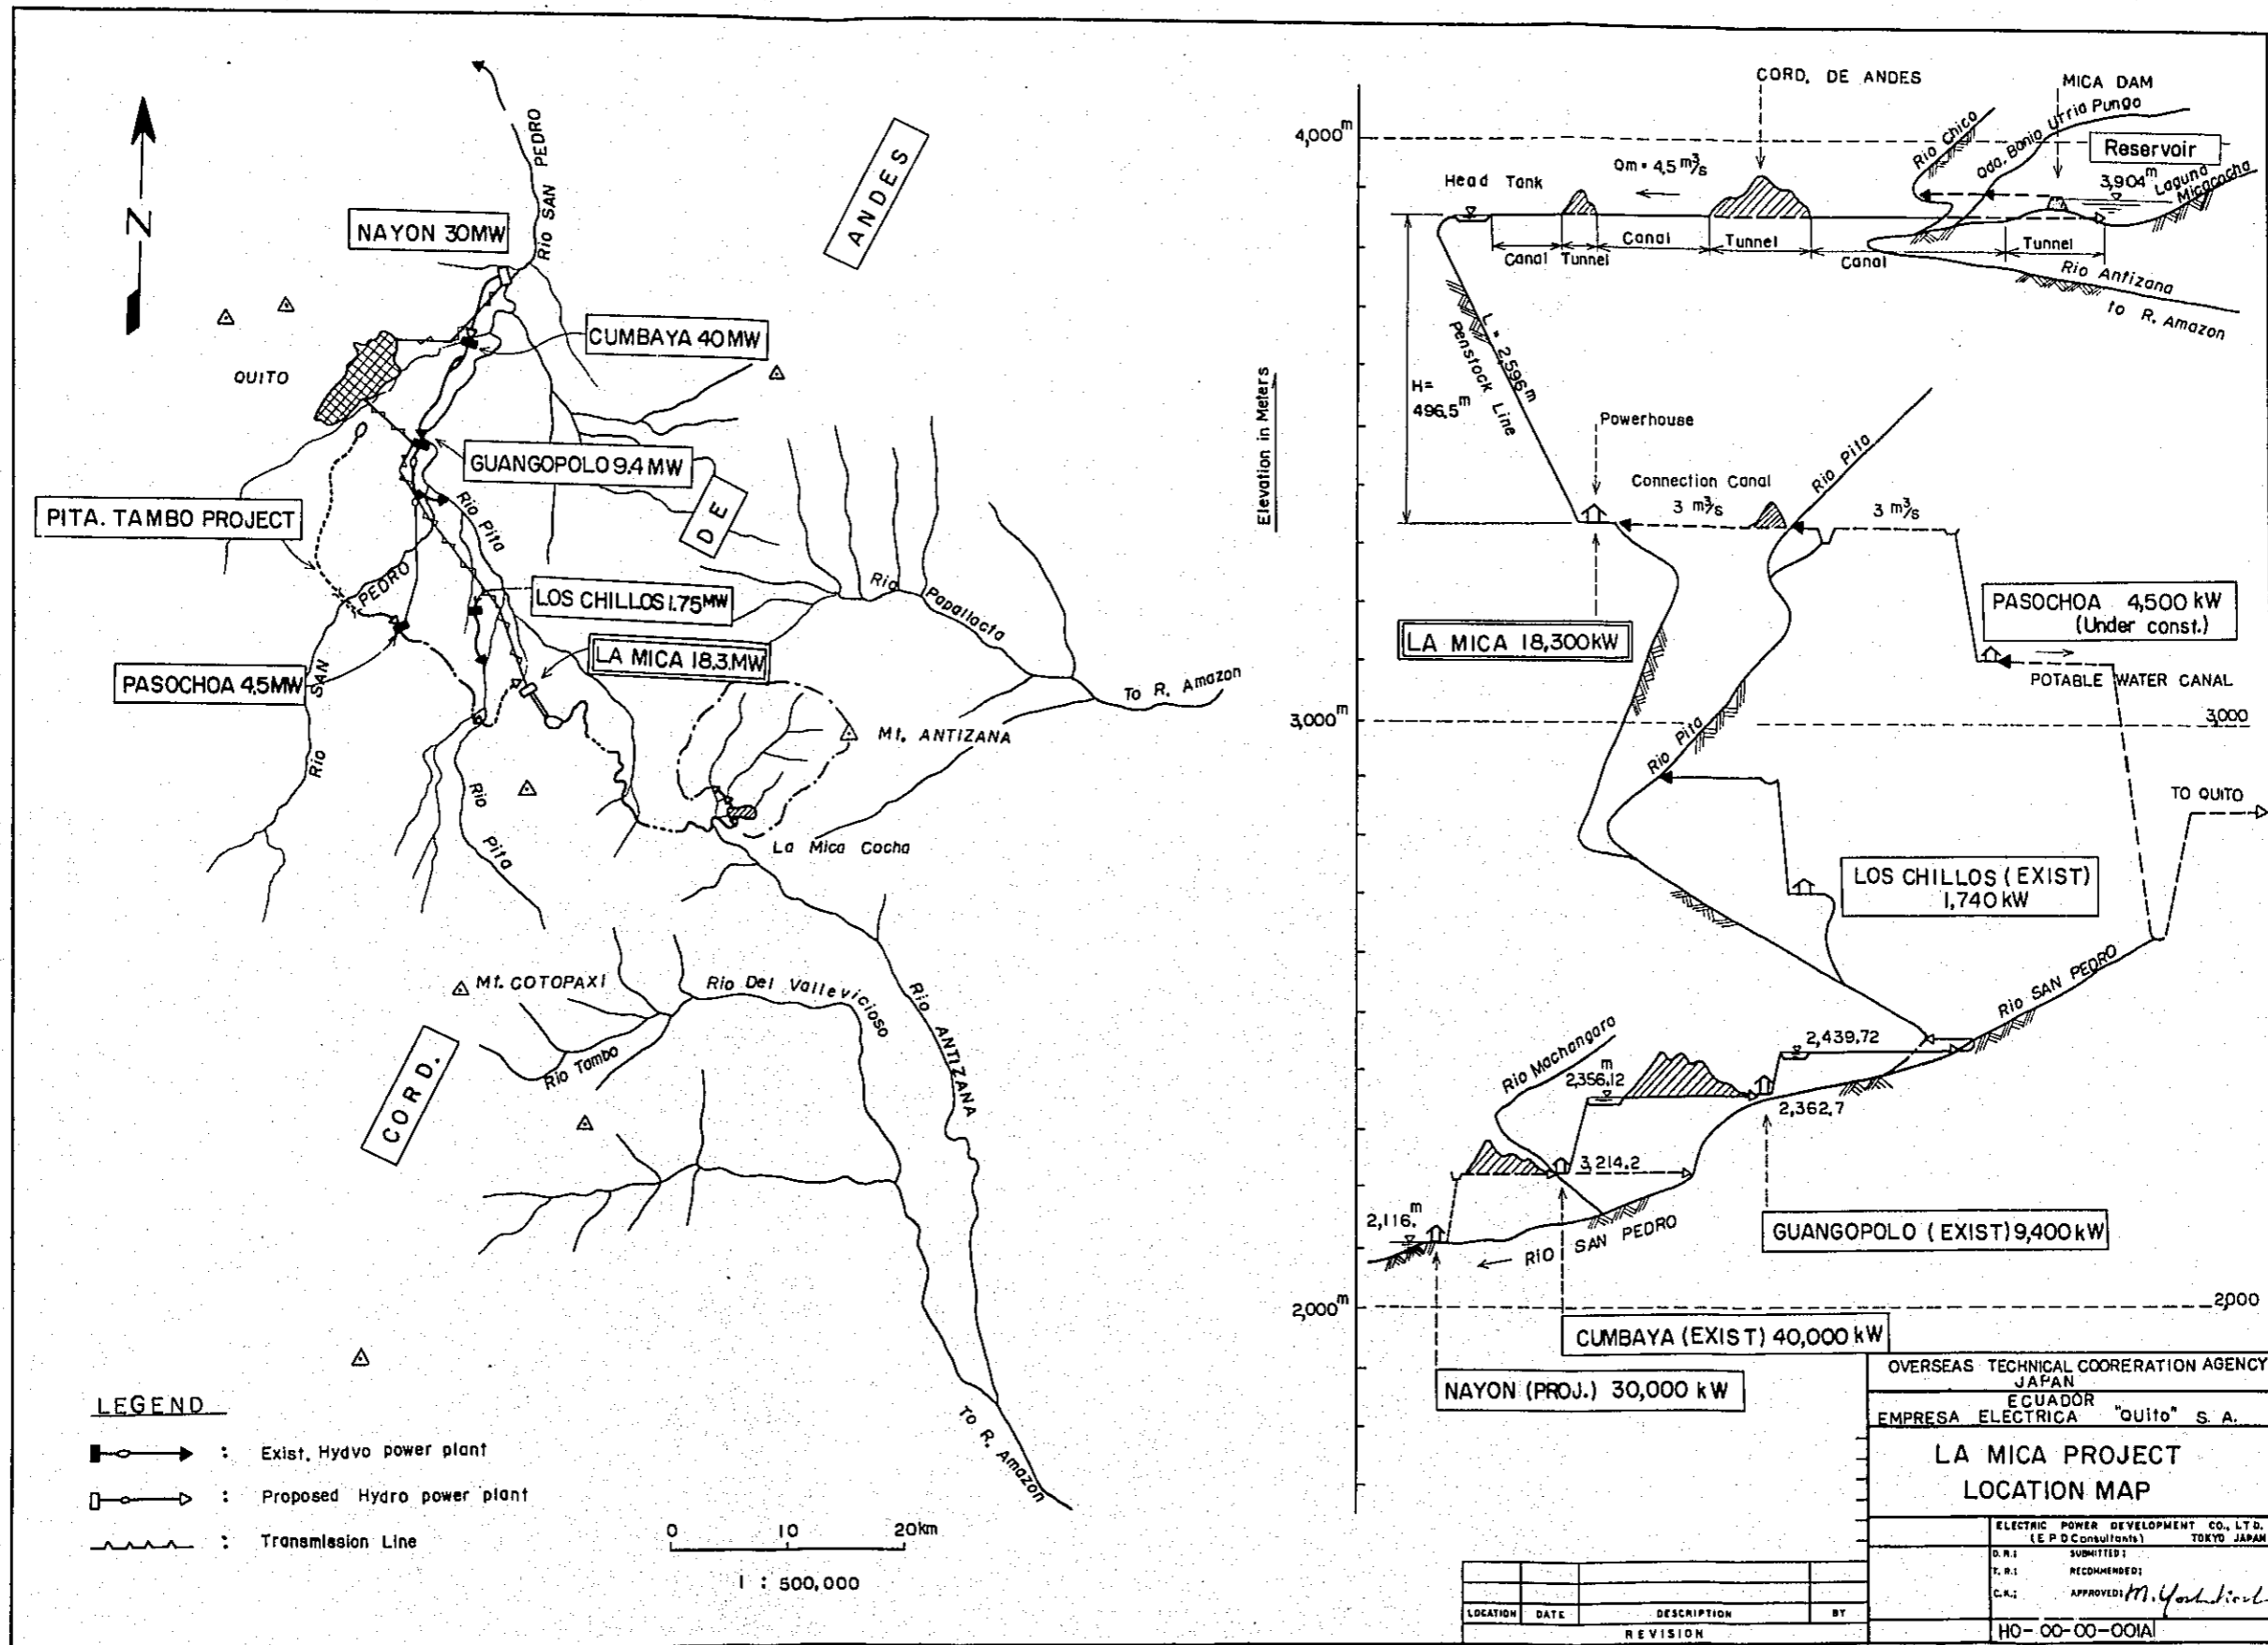 N
Rio SAN PEDRO
ANDES
NAYON 30MW
CUMBAYA 40MW
QUITO
GUANGOPOLO 9.4MW
PITA. TAMBO PROJECT
Rio Pita
DE
PEDRO
LOS CHILLOS 1.75MW
Rio Papallacta
LA MICA 18.3.MW
PASOCHOA 4.5MW
SAN
Rio
To R. Amazon
Mt. ANTIZANA
Rio
Pita
La Mica Cocha
Mt. COTOPAXI
Rio Del Vallevicioso
Rio ANTIZANA
Rio Tambo
CORD.
To R. Amazon
LEGEND
: Exist. Hydvo power plant
: Proposed Hydro power plant
: Transmission Line
0 10 20km
1 : 500,000
CORD. DE ANDES
MICA DAM
4,000m
Rio Chico
Qda. Bonio Utria Pungo
Reservoir
Qm = 4.5 m³/s
Head Tank
3,904m
Laguna
Micacocha
Canal
Tunnel
Canal
Tunnel
Canal
Tunnel
Rio Antizana
to R. Amazon
L = 2,596m
Penstock Line
H=
496.5m
Elevation in Meters
Powerhouse
Rio Pita
Connection Canal
3 m³/s
3 m³/s
PASOCHOA 4,500 kW
(Under const.)
LA MICA 18,300kW
POTABLE WATER CANAL
3,000m
3,000
Rio Pita
TO QUITO
LOS CHILLOS (EXIST)
1,740 kW
Rio SAN PEDRO
Rio Machangara
2,439.72
m
2,356.12
2,362.7
3,214.2
2,116.m
RIO SAN PEDRO
GUANGOPOLO (EXIST) 9,400 kW
2,000m
2,000
CUMBAYA (EXIST) 40,000 kW
NAYON (PROJ.) 30,000 kW
OVERSEAS TECHNICAL COORERATION AGENCY
JAPAN
ECUADOR
EMPRESA ELECTRICA "QUito" S. A.
LA MICA PROJECT
LOCATION MAP
ELECTRIC POWER DEVELOPMENT CO., LTD.
(E P D Consultants) TOKYO JAPAN
D. R.: SUBMITTED:
T. R.: RECOMMENDED:
C.K.: APPROVED:
LOCATION DATE DESCRIPTION BY
REVISION
HO-00-00-001A